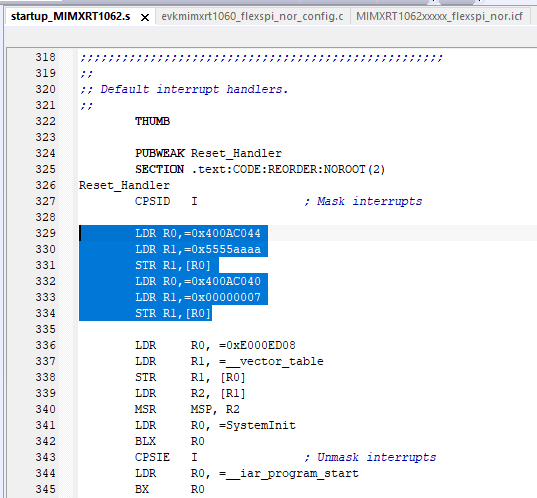 startup_MIMXRT1062.s x evkmimxrt1060_flexspi_nor_config.c MIMXRT1062xxxxx_flexspi_nor.icf
318 ;;;;;;;;;;;;;;;;;;;;;;;;;;;;;;;;;;;;;;;;;;;;;;;;;;;
319 ;;
320 ;; Default interrupt handlers.
321 ;;
322 THUMB
323
324 PUBWEAK Reset_Handler
325 SECTION .text:CODE:REORDER:NOROOT(2)
326 Reset_Handler
327 CPSID I ; Mask interrupts
328
329 LDR R0,=0x400AC044
330 LDR R1,=0x5555aaaa
331 STR R1,[R0]
332 LDR R0,=0x400AC040
333 LDR R1,=0x00000007
334 STR R1,[R0]
335
336 LDR R0, =0xE000ED08
337 LDR R1, =__vector_table
338 STR R1, [R0]
339 LDR R2, [R1]
340 MSR MSP, R2
341 LDR R0, =SystemInit
342 BLX R0
343 CPSIE I ; Unmask interrupts
344 LDR R0, =__iar_program_start
345 BX R0